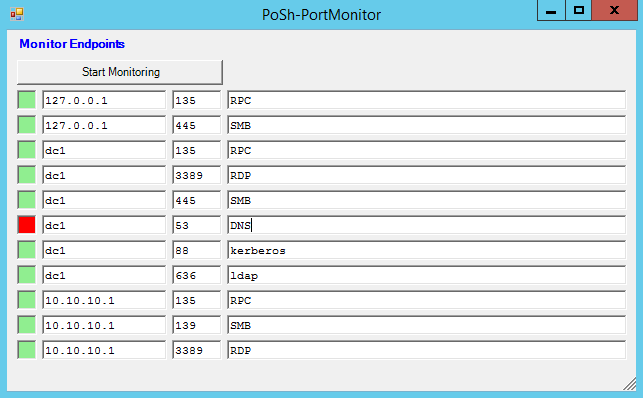 PoSh-PortMonitor
Monitor Endpoints
Start Monitoring
127.0.0.1 135 RPC
127.0.0.1 445 SMB
dc1 135 RPC
dc1 3389 RDP
dc1 445 SMB
dc1 53 DNS
dc1 88 kerberos
dc1 636 ldap
10.10.10.1 135 RPC
10.10.10.1 139 SMB
10.10.10.1 3389 RDP